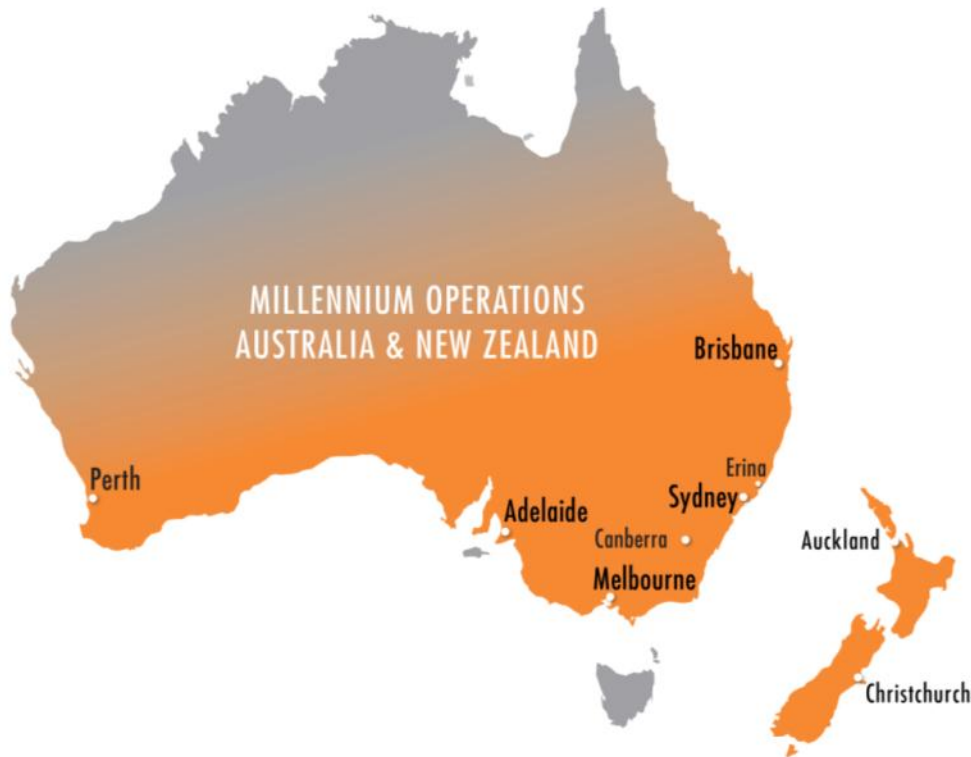 MILLENNIUM OPERATIONS
AUSTRALIA & NEW ZEALAND
Brisbane
Erina
Perth
Sydney
Adelaide
Canberra
Auckland
Melbourne
Christchurch